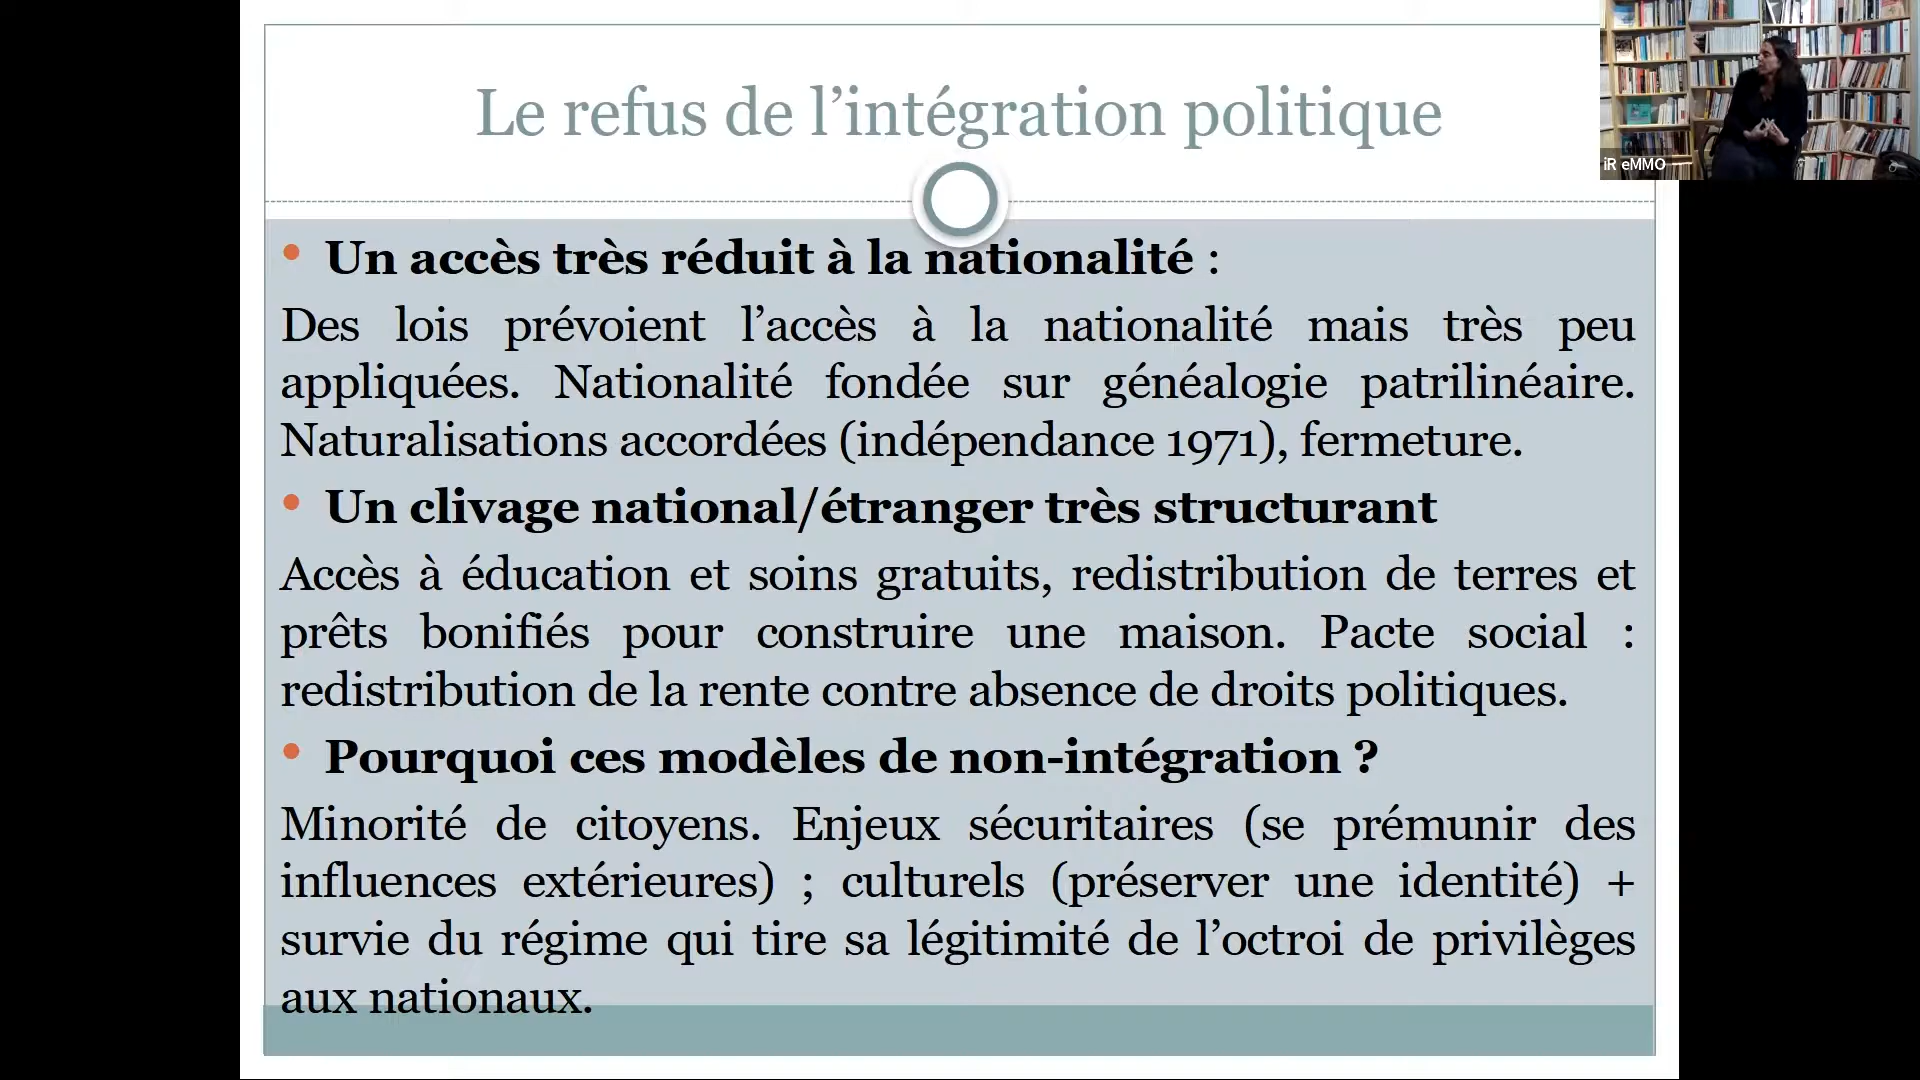 Le refus de l’intégration politique
iR eMMO
• Un accès très réduit à la nationalité :
Des lois prévoient l’accès à la nationalité mais très peu
appliquées. Nationalité fondée sur généalogie patrilinéaire.
Naturalisations accordées (indépendance 1971), fermeture.
• Un clivage national/étranger très structurant
Accès à éducation et soins gratuits, redistribution de terres et
prêts bonifiés pour construire une maison. Pacte social :
redistribution de la rente contre absence de droits politiques.
• Pourquoi ces modèles de non-intégration ?
Minorité de citoyens. Enjeux sécuritaires (se prémunir des
influences extérieures) ; culturels (préserver une identité) +
survie du régime qui tire sa légitimité de l’octroi de privilèges
aux nationaux.